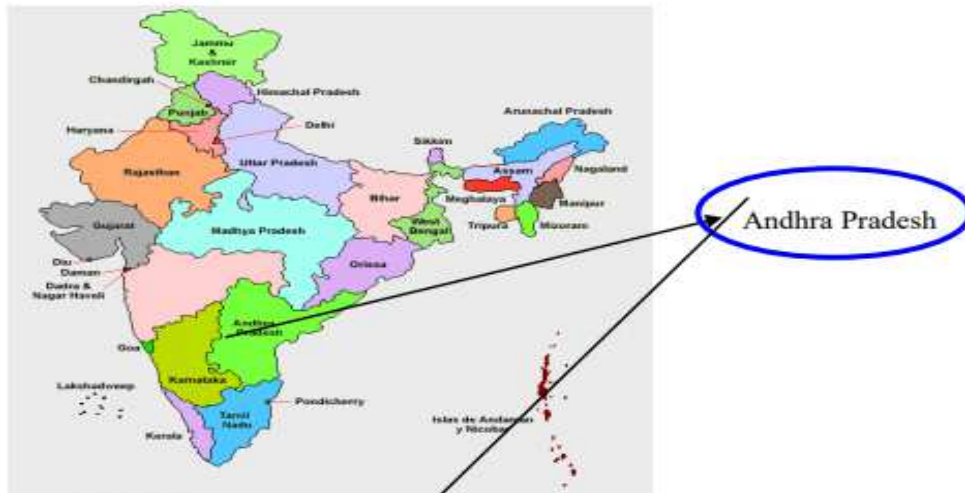 Jammu
&
Kashmir
Chandirgah
Himachal Pradesh
Punjab
Haryana
Delhi
Arunachal Pradesh
Sikkim
Uttar Pradesh
Assam
Nagaland
Rajasthan
Bihar
Meghalaya
Manipur
West
Bengal
Tripura
Mizoram
Gujarat
Madhya Pradesh
Andhra Pradesh
Diu
Daman
Orissa
Dadra &
Nagar Haveli
Andhra
Pradesh
Goa
Karnataka
Lakshadweep
Pondicherry
Tamil
Nadu
Islas de Andaman
y Nicobar
Kerala